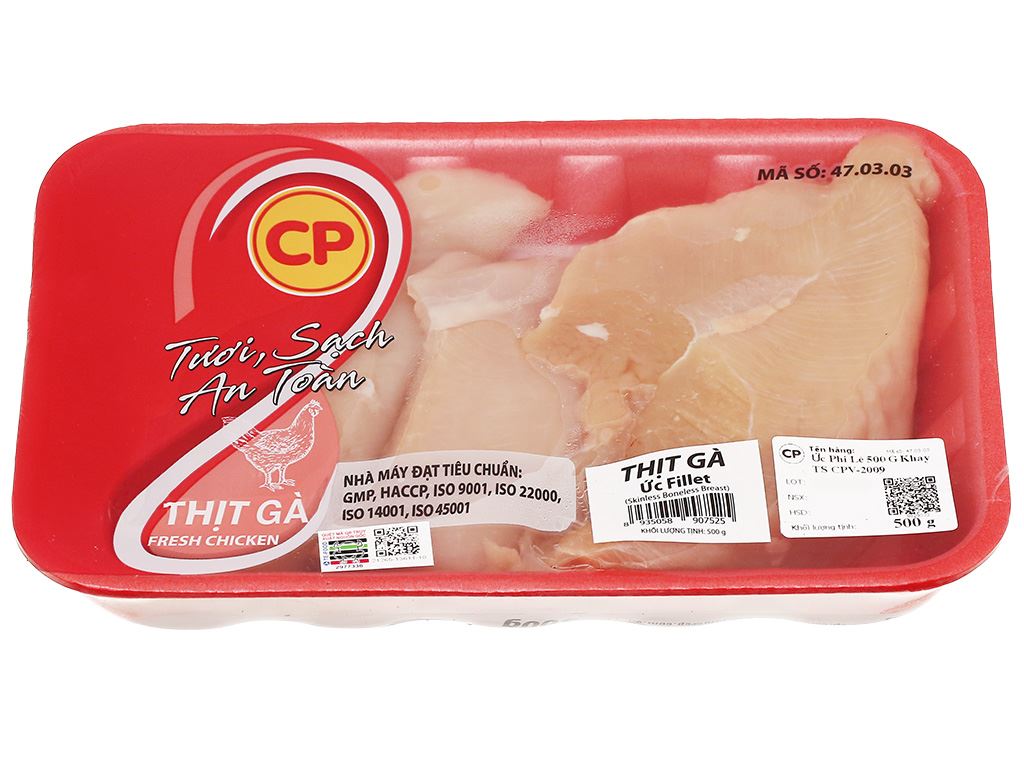 MÃ SỐ: 47.03.03
CP
Tươi, Sạch
An Toàn
THỊT GÀ
FRESH CHICKEN
NHÀ MÁY ĐẠT TIÊU CHUẨN:
GMP, HACCP, ISO 9001, ISO 22000,
ISO 14001, ISO 45001
2977336
THỊT GÀ
Ức Fillet
(Skinless Boneless Breast)
8 935058 907525
KHỐI LƯỢNG TỊNH: 500 g
CP
Tên hàng:
Ức Phi Lê 500 G Khay
TS CPV-2009
LOT:
NSX:
HSD:
Khối lượng tịnh:
500 g